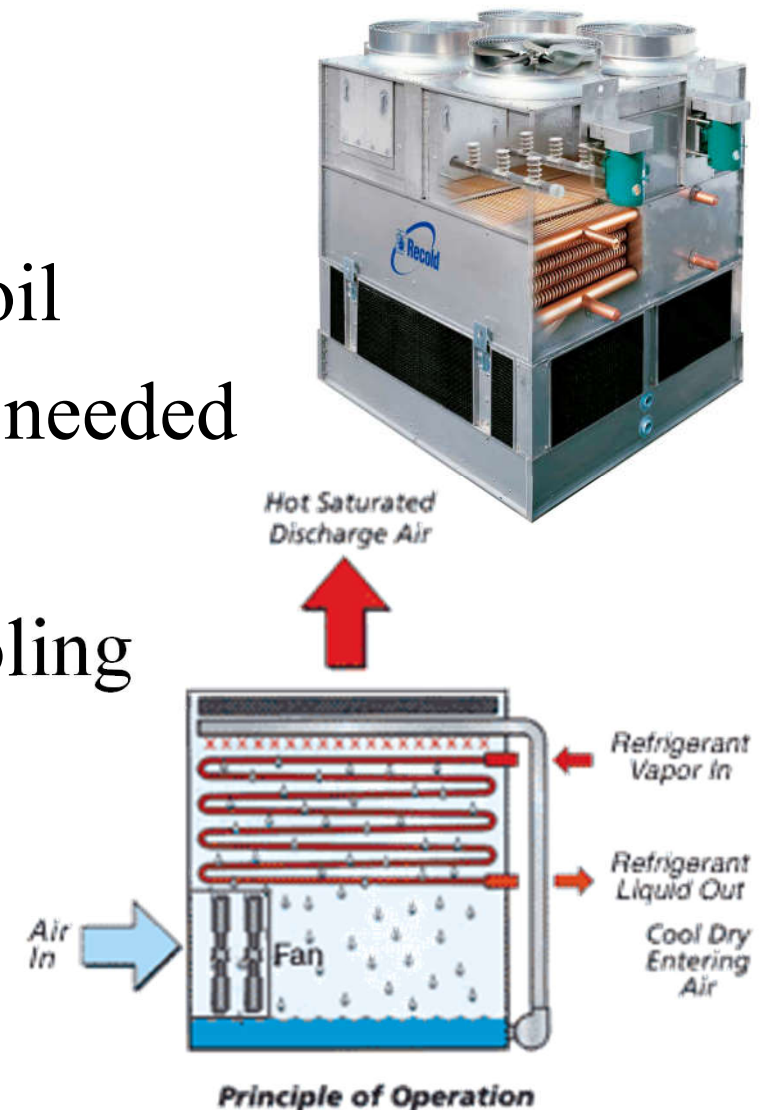 Recold
oil
needed
Hot Saturated
Discharge Air
oling
Refrigerant
Vapor In
Refrigerant
Liquid Out
Air
In
Fan
Cool Dry
Entering
Air
Principle of Operation